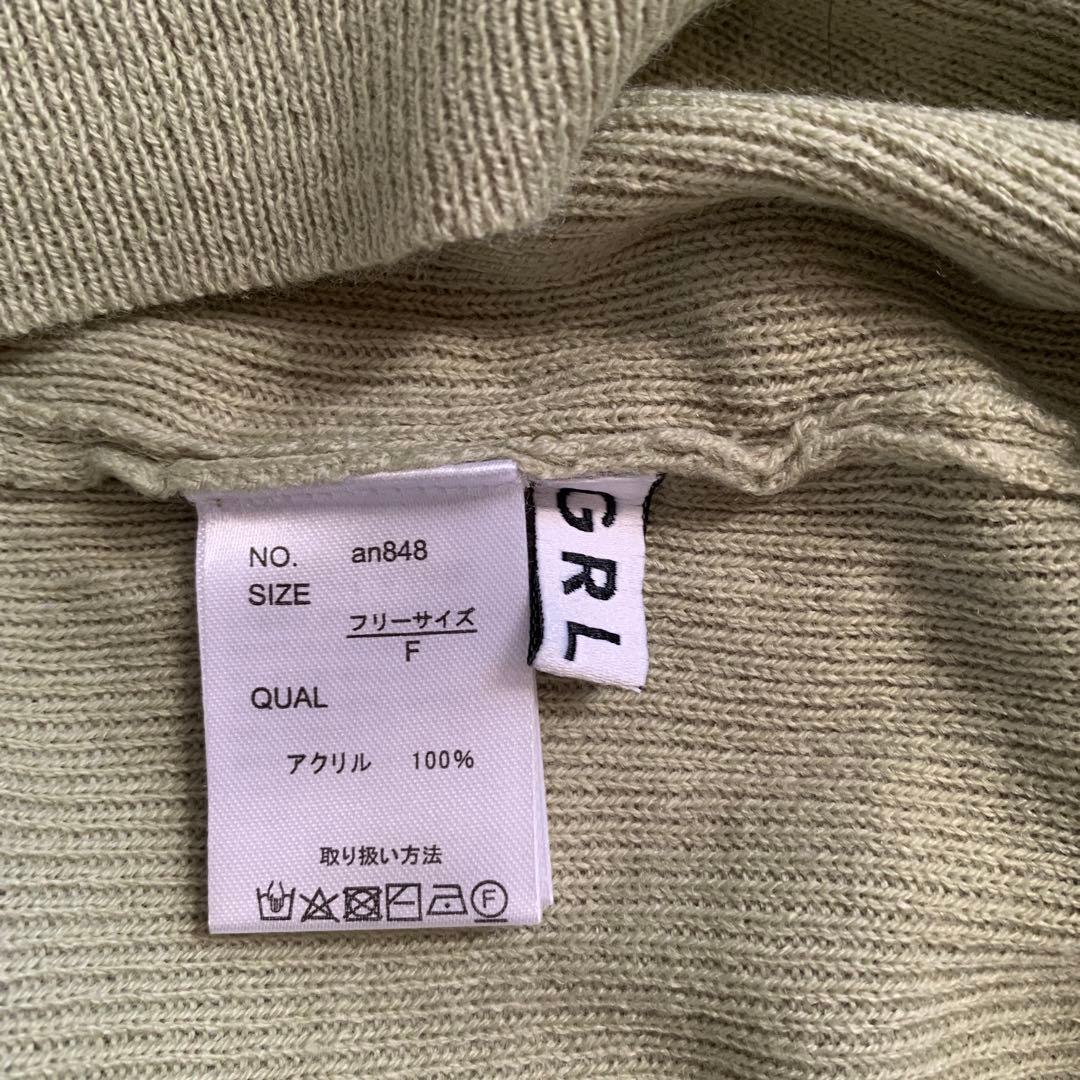 NO. an848
SIZE
フリーサイズ
F
QUAL
アクリル 100%
取り扱い方法
F
GRL